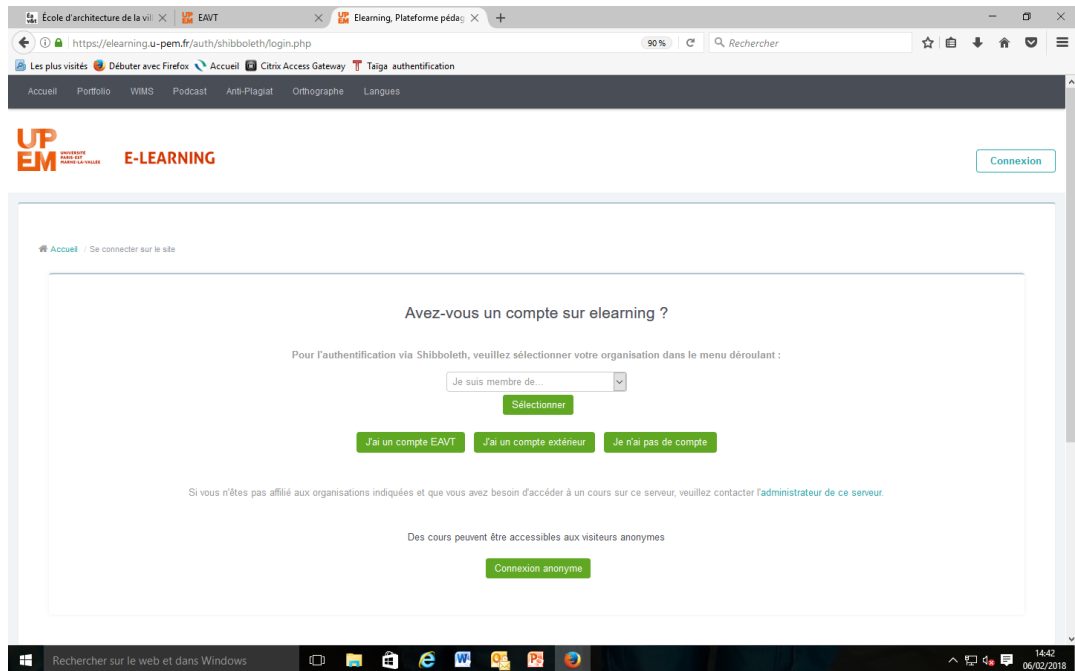 École d'architecture de la vil
EAVT
Elearning, Plateforme pédag
https://elearning.u-pem.fr/auth/shibboleth/login.php
90 %
Rechercher
Les plus visités
Débuter avec Firefox
Accueil
Citrix Access Gateway
Taïga authentification
Accueil
Portfolio
WIMS
Podcast
Anti-Plagiat
Orthographe
Langues
UP
EM
UNIVERSITÉ
PARIS-EST
MARNE-LA-VALLÉE
E-LEARNING
Connexion
Accueil / Se connecter sur le site
Avez-vous un compte sur elearning ?
Pour l'authentification via Shibboleth, veuillez sélectionner votre organisation dans le menu déroulant :
Je suis membre de...
Sélectionner
J'ai un compte EAVT
J'ai un compte extérieur
Je n'ai pas de compte
Si vous n'êtes pas affilié aux organisations indiquées et que vous avez besoin d'accéder à un cours sur ce serveur, veuillez contacter l'administrateur de ce serveur.
Des cours peuvent être accessibles aux visiteurs anonymes
Connexion anonyme
Rechercher sur le web et dans Windows
14:42
06/02/2018